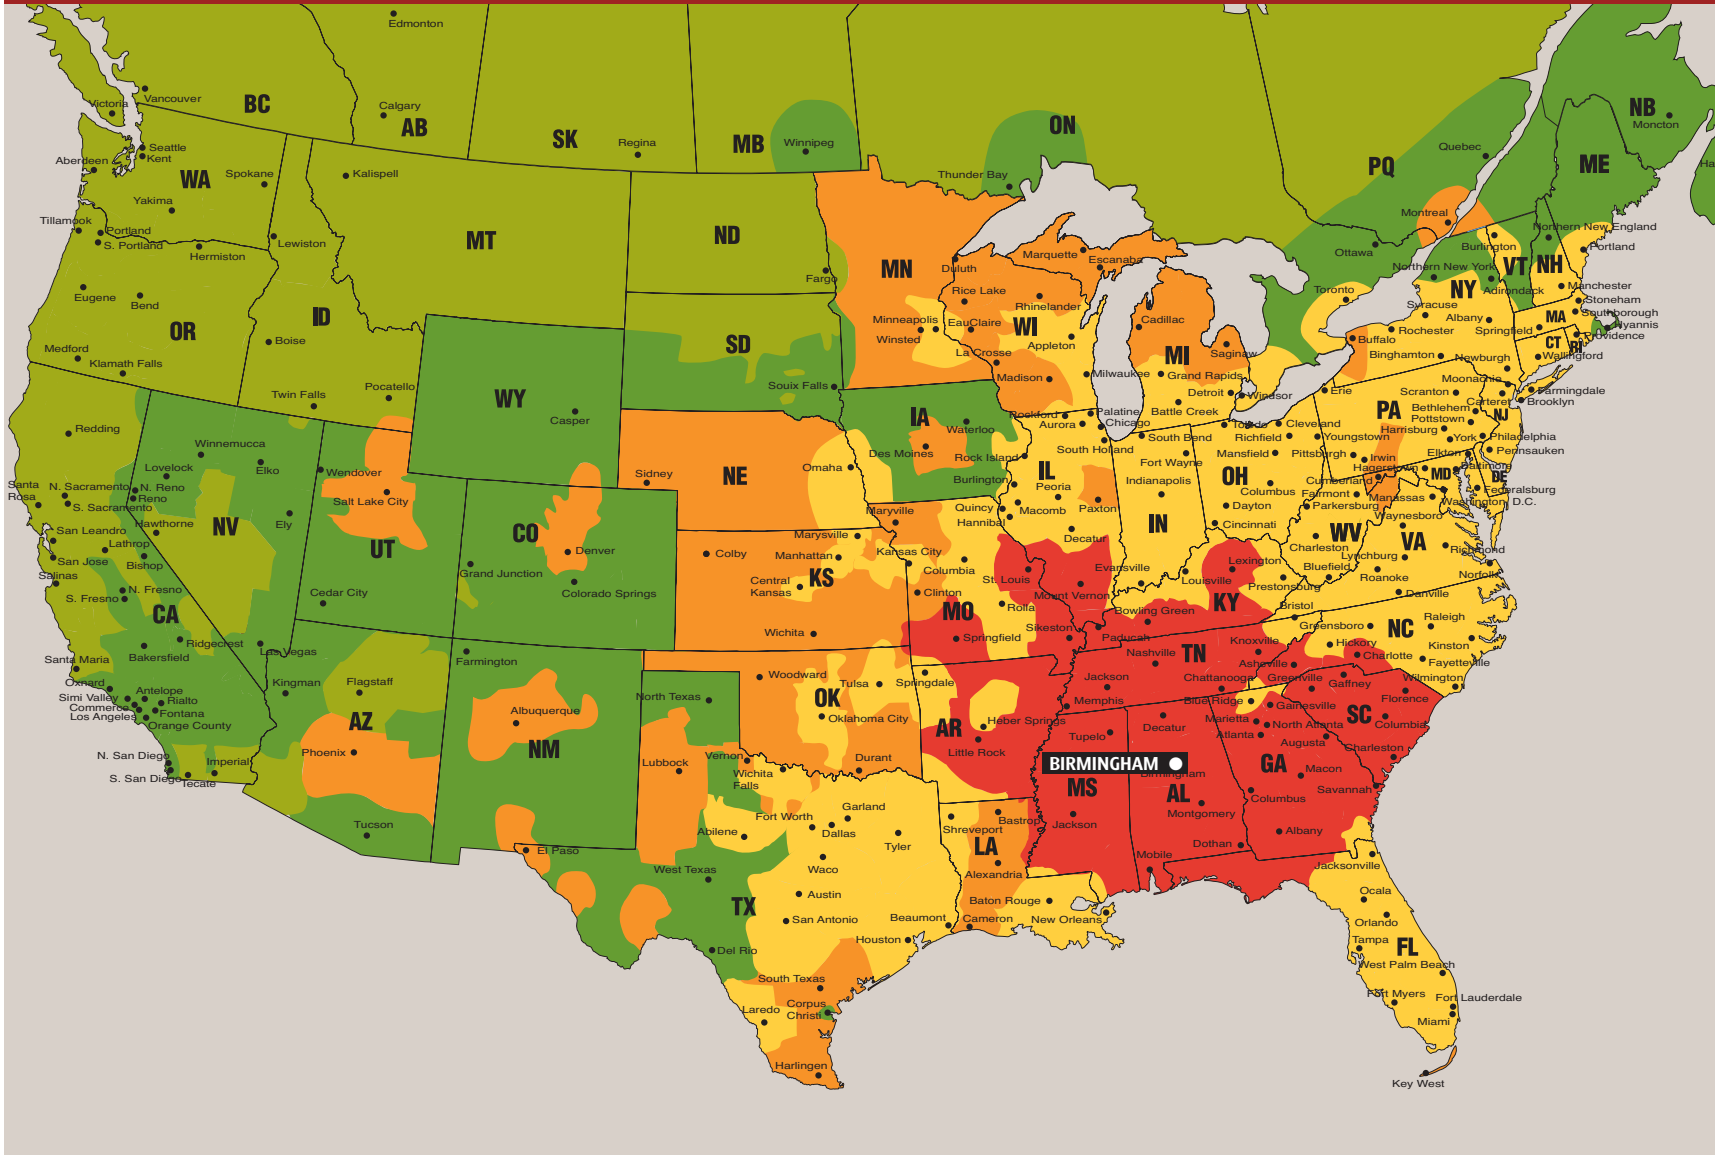 Edmonton
Vancouver
Victoria
BC
Calgary
AB
SK
Regina
MB
Winnipeg
ON
Thunder Bay
PQ
Quebec
NB
Moncton
ME
Ha
Montreal
Ottawa
Toronto
Seattle
Kent
Aberdeen
WA
Spokane
Yakima
Kalispell
Tillamook
Portland
S. Portland
Hermiston
Lewiston
MT
ND
Fargo
MN
Duluth
Marquette
Escanaba
Rice Lake
Rhinelander
Minneapolis
EauClaire
WI
Winsted
Appleton
La Crosse
Madison
Milwaukee
Cadillac
MI
Saginaw
Grand Rapids
Detroit
Windsor
Battle Creek
Northern New England
Burlington
Portland
Northern New York
VT
NH
NY
Adirondack
Manchester
Syracuse
Stoneham
Albany
MA
Southborough
Rochester
Springfield
Hyannis
Buffalo
CT
RI
Providence
Binghamton
Newburgh
Wallingford
Eugene
Bend
OR
ID
Boise
Medford
Klamath Falls
Twin Falls
Pocatello
WY
Casper
SD
Souix Falls
IA
Waterloo
Des Moines
Rock Island
Rockford
Palatine
Aurora
Chicago
South Holland
South Bend
Fort Wayne
Toledo
Cleveland
Richfield
Mansfield
Youngstown
Pittsburgh
Erie
Moonachie
Scranton
Farmingdale
PA
Bethlehem
Carteret
Brooklyn
Pottstown
NJ
Harrisburg
York
Philadelphia
Irwin
Elkton
Pennsauken
Hagerstown
MD
Baltimore
DE
Cumberland
Federalsburg
Fairmont
Manassas
Washington D.C.
Parkersburg
Waynesboro
WV
VA
Charleston
Richmond
Lynchburg
Bluefield
Roanoke
Norfolk
Danville
Redding
Winnemucca
Lovelock
Elko
Wendover
Salt Lake City
Santa Rosa
N. Sacramento
N. Reno
Reno
S. Sacramento
San Leandro
Hawthorne
NV
Ely
Lathrop
San Jose
Bishop
Salinas
N. Fresno
S. Fresno
CA
UT
Cedar City
CO
Denver
Grand Junction
Colorado Springs
Sidney
NE
Omaha
Burlington
IL
Peoria
OH
Columbus
Indianapolis
Maryville
Quincy
Macomb
Paxton
Dayton
Hannibal
IN
Cincinnati
Marysville
Decatur
Colby
Manhattan
Kansas City
Central Kansas
KS
Columbia
St. Louis
Evansville
Louisville
Lexington
Prestonsburg
Clinton
Mount Vernon
KY
MO
Rolla
Bowling Green
Bristol
Wichita
Springfield
Sikeston
Paducah
Ridgecrest
Bakersfield
Las Vegas
Farmington
Santa Maria
Oxnard
Kingman
Flagstaff
Simi Valley
Antelope
Rialto
Commerce
Fontana
Los Angeles
Orange County
AZ
Albuquerque
NM
Phoenix
N. San Diego
Imperial
S. San Diego
Tecate
Tucson
El Paso
North Texas
Woodward
Tulsa
OK
Oklahoma City
Springdale
AR
Heber Springs
Little Rock
Lubbock
Vernon
Wichita Falls
Durant
Nashville
TN
Knoxville
Greensboro
Raleigh
NC
Hickory
Kinston
Charlotte
Asheville
Fayetteville
Jackson
Chattanooga
Greenville
Gaffney
Wilmington
Memphis
Blue Ridge
Gainesville
Florence
SC
Marietta
North Atlanta
Columbia
Decatur
Atlanta
Augusta
Tupelo
Charleston
BIRMINGHAM
Birmingham
GA
Macon
MS
AL
Savannah
Columbus
Montgomery
Jackson
Albany
Dothan
Mobile
Abilene
Fort Worth
Garland
Dallas
Tyler
Shreveport
Bastrop
LA
Waco
Alexandria
West Texas
TX
Austin
Baton Rouge
San Antonio
Beaumont
Cameron
New Orleans
Houston
Del Rio
South Texas
Corpus Christi
Laredo
Harlingen
Jacksonville
Ocala
Orlando
Tampa
FL
West Palm Beach
Fort Myers
Fort Lauderdale
Miami
Key West